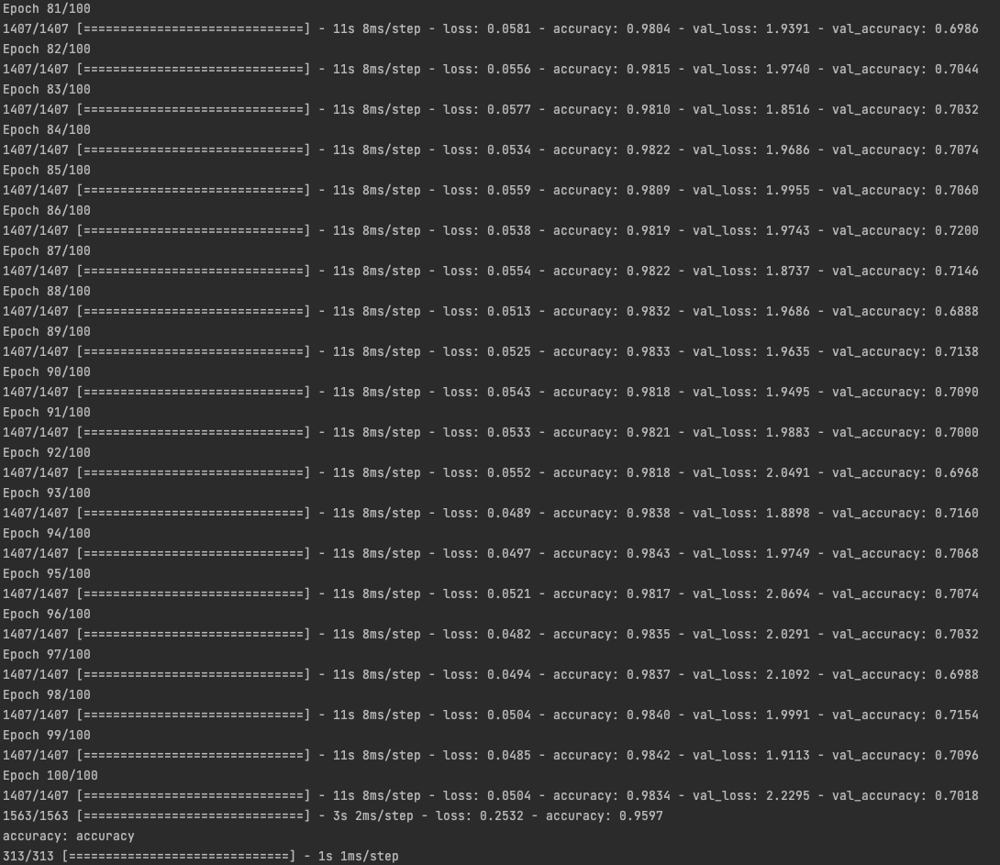 Epoch 81/100
1407/1407 [==============================] - 11s 8ms/step - loss: 0.0581 - accuracy: 0.9804 - val_loss: 1.9391 - val_accuracy: 0.6986
Epoch 82/100
1407/1407 [==============================] - 11s 8ms/step - loss: 0.0556 - accuracy: 0.9815 - val_loss: 1.9740 - val_accuracy: 0.7044
Epoch 83/100
1407/1407 [==============================] - 11s 8ms/step - loss: 0.0577 - accuracy: 0.9810 - val_loss: 1.8516 - val_accuracy: 0.7032
Epoch 84/100
1407/1407 [==============================] - 11s 8ms/step - loss: 0.0534 - accuracy: 0.9822 - val_loss: 1.9686 - val_accuracy: 0.7074
Epoch 85/100
1407/1407 [==============================] - 11s 8ms/step - loss: 0.0559 - accuracy: 0.9809 - val_loss: 1.9955 - val_accuracy: 0.7060
Epoch 86/100
1407/1407 [==============================] - 11s 8ms/step - loss: 0.0538 - accuracy: 0.9819 - val_loss: 1.9743 - val_accuracy: 0.7200
Epoch 87/100
1407/1407 [==============================] - 11s 8ms/step - loss: 0.0554 - accuracy: 0.9822 - val_loss: 1.8737 - val_accuracy: 0.7146
Epoch 88/100
1407/1407 [==============================] - 11s 8ms/step - loss: 0.0513 - accuracy: 0.9832 - val_loss: 1.9686 - val_accuracy: 0.6888
Epoch 89/100
1407/1407 [==============================] - 11s 8ms/step - loss: 0.0525 - accuracy: 0.9833 - val_loss: 1.9635 - val_accuracy: 0.7138
Epoch 90/100
1407/1407 [==============================] - 11s 8ms/step - loss: 0.0543 - accuracy: 0.9818 - val_loss: 1.9495 - val_accuracy: 0.7090
Epoch 91/100
1407/1407 [==============================] - 11s 8ms/step - loss: 0.0533 - accuracy: 0.9821 - val_loss: 1.9883 - val_accuracy: 0.7000
Epoch 92/100
1407/1407 [==============================] - 11s 8ms/step - loss: 0.0552 - accuracy: 0.9818 - val_loss: 2.0491 - val_accuracy: 0.6968
Epoch 93/100
1407/1407 [==============================] - 11s 8ms/step - loss: 0.0489 - accuracy: 0.9838 - val_loss: 1.8898 - val_accuracy: 0.7160
Epoch 94/100
1407/1407 [==============================] - 11s 8ms/step - loss: 0.0497 - accuracy: 0.9843 - val_loss: 1.9749 - val_accuracy: 0.7068
Epoch 95/100
1407/1407 [==============================] - 11s 8ms/step - loss: 0.0521 - accuracy: 0.9817 - val_loss: 2.0694 - val_accuracy: 0.7074
Epoch 96/100
1407/1407 [==============================] - 11s 8ms/step - loss: 0.0482 - accuracy: 0.9835 - val_loss: 2.0291 - val_accuracy: 0.7032
Epoch 97/100
1407/1407 [==============================] - 11s 8ms/step - loss: 0.0494 - accuracy: 0.9837 - val_loss: 2.1092 - val_accuracy: 0.6988
Epoch 98/100
1407/1407 [==============================] - 11s 8ms/step - loss: 0.0504 - accuracy: 0.9840 - val_loss: 1.9991 - val_accuracy: 0.7154
Epoch 99/100
1407/1407 [==============================] - 11s 8ms/step - loss: 0.0485 - accuracy: 0.9842 - val_loss: 1.9113 - val_accuracy: 0.7096
Epoch 100/100
1407/1407 [==============================] - 11s 8ms/step - loss: 0.0504 - accuracy: 0.9834 - val_loss: 2.2295 - val_accuracy: 0.7018
1563/1563 [==============================] - 3s 2ms/step - loss: 0.2532 - accuracy: 0.9597
accuracy: accuracy
313/313 [==============================] - 1s 1ms/step